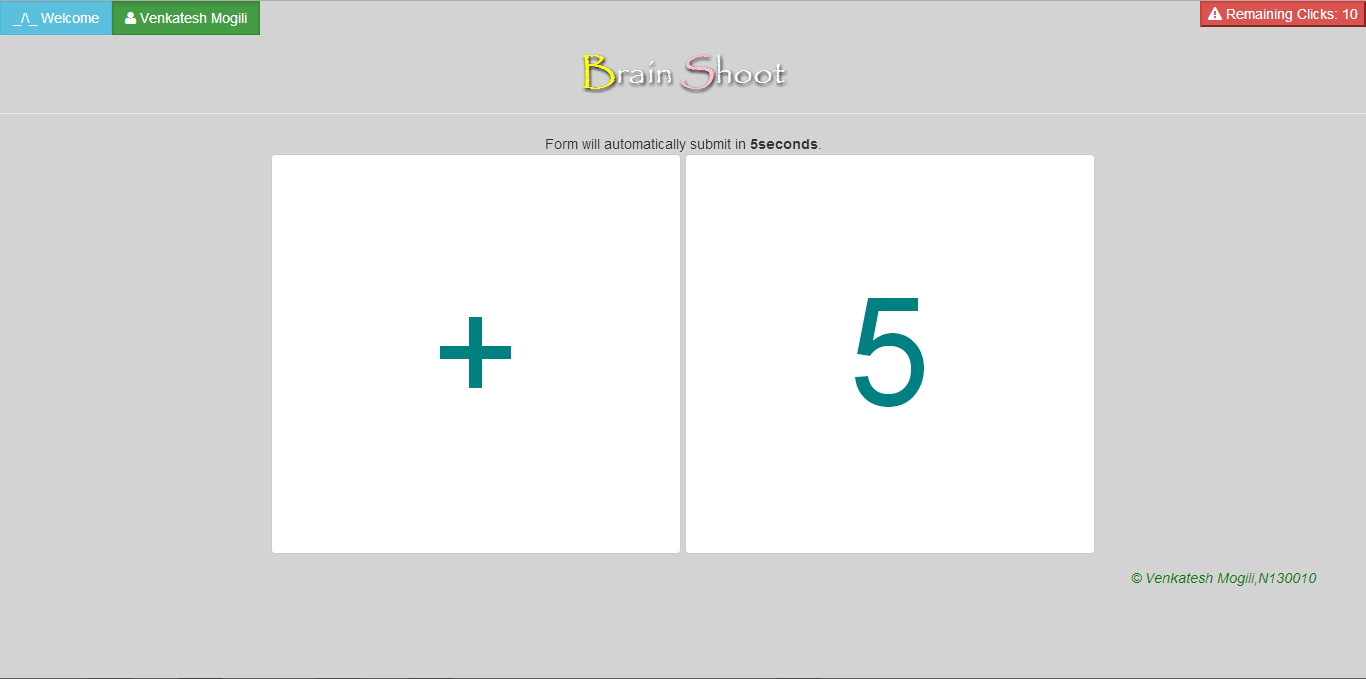 _/\_ Welcome Venkatesh Mogili Remaining Clicks: 10
Brain Shoot
Form will automatically submit in 5seconds.
+ 5
© Venkatesh Mogili,N130010